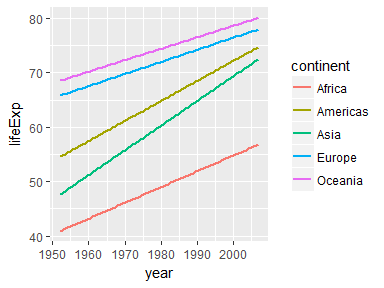 80
70
60
50
40
lifeExp
1950 1960 1970 1980 1990 2000
year
continent
Africa
Americas
Asia
Europe
Oceania